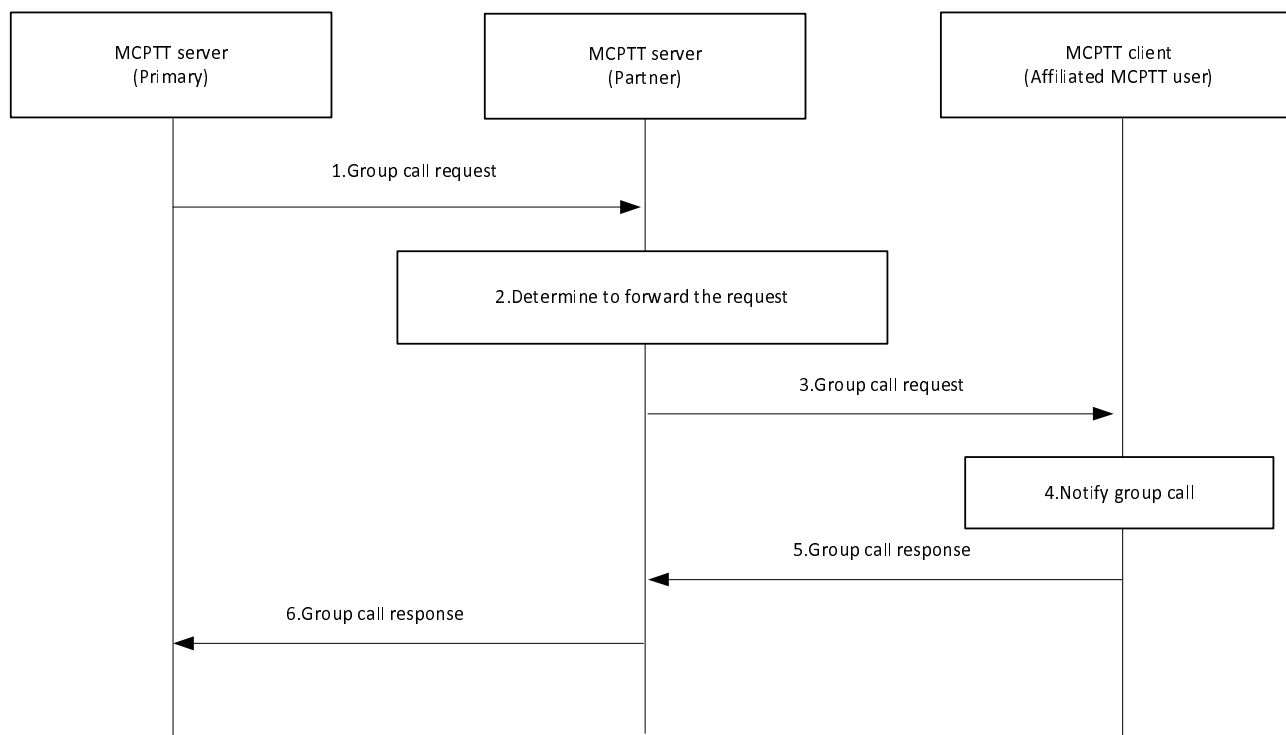 MCPTT server
(Primary)
MCPTT server
(Partner)
MCPTT client
(Affiliated MCPTT user)
1.Group call request
2.Determine to forward the request
3.Group call request
4.Notify group call
5.Group call response
6.Group call response